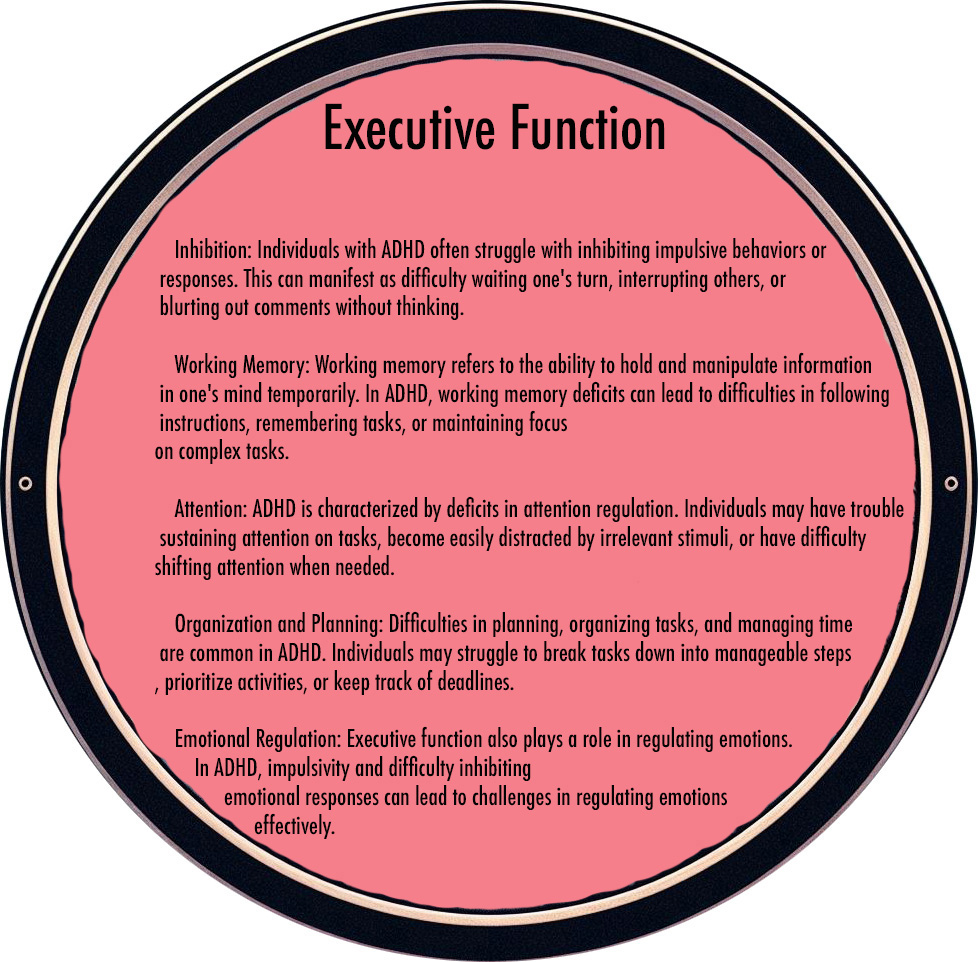 Executive Function
Inhibition: Individuals with ADHD often struggle with inhibiting impulsive behaviors or
responses. This can manifest as difficulty waiting one's turn, interrupting others, or
blurting out comments without thinking.
Working Memory: Working memory refers to the ability to hold and manipulate information
in one's mind temporarily. In ADHD, working memory deficits can lead to difficulties in following
instructions, remembering tasks, or maintaining focus
on complex tasks.
Attention: ADHD is characterized by deficits in attention regulation. Individuals may have trouble
sustaining attention on tasks, become easily distracted by irrelevant stimuli, or have difficulty
shifting attention when needed.
Organization and Planning: Difficulties in planning, organizing tasks, and managing time
are common in ADHD. Individuals may struggle to break tasks down into manageable steps
, prioritize activities, or keep track of deadlines.
Emotional Regulation: Executive function also plays a role in regulating emotions.
In ADHD, impulsivity and difficulty inhibiting
emotional responses can lead to challenges in regulating emotions
effectively.